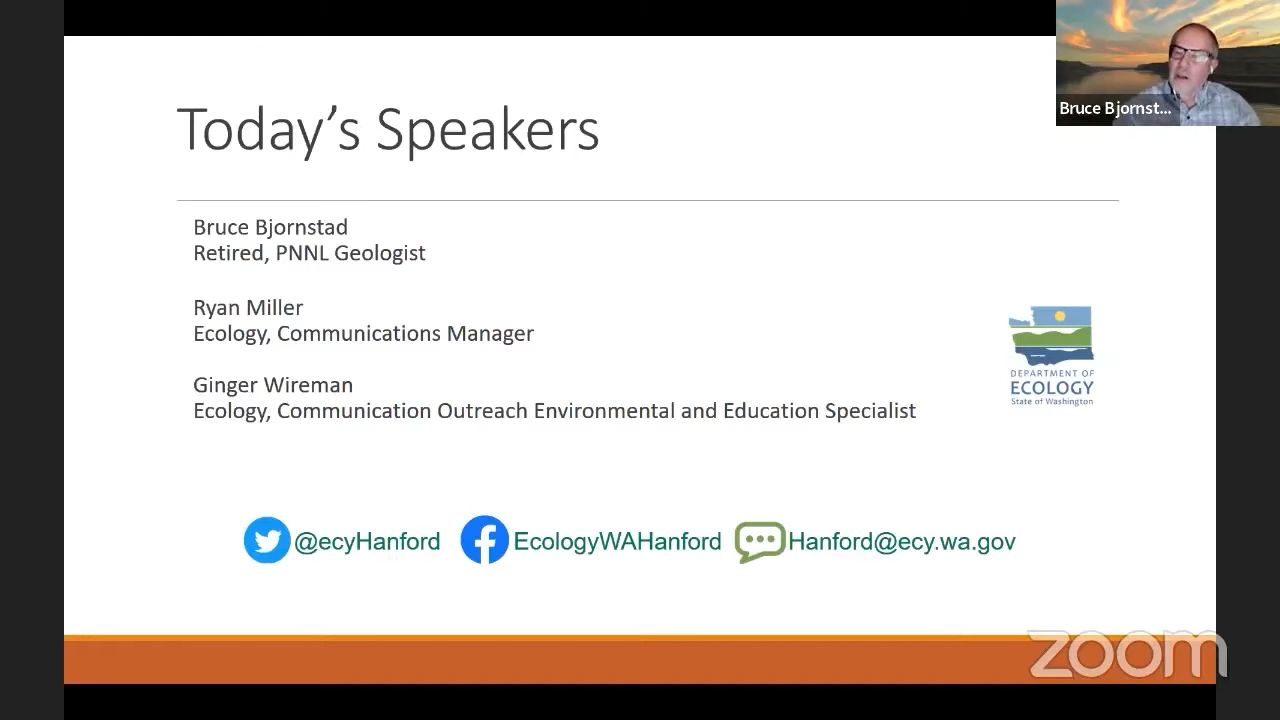 Today's Speakers
Bruce Bjornst...
Bruce Bjornstad
Retired, PNNL Geologist
Ryan Miller
Ecology, Communications Manager
Ginger Wireman
Ecology, Communication Outreach Environmental and Education Specialist
DEPARTMENT OF
ECOLOGY
State of Washington
@ecyHanford
EcologyWAHanford
Hanford@ecy.wa.gov
zoom